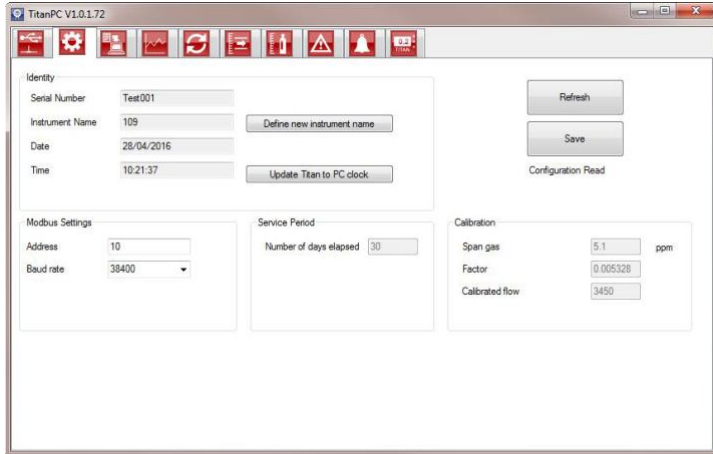 TitanPC V1.0.1.72
0.2
TITAN
Identity
Serial Number Test001
Instrument Name 109 Define new instrument name
Date 28/04/2016
Time 10:21:37 Update Titan to PC clock
Refresh
Save
Configuration Read
Modbus Settings
Address 10
Baud rate 38400
Service Period
Number of days elapsed 30
Calibration
Span gas 5.1 ppm
Factor 0.005328
Calibrated flow 3450